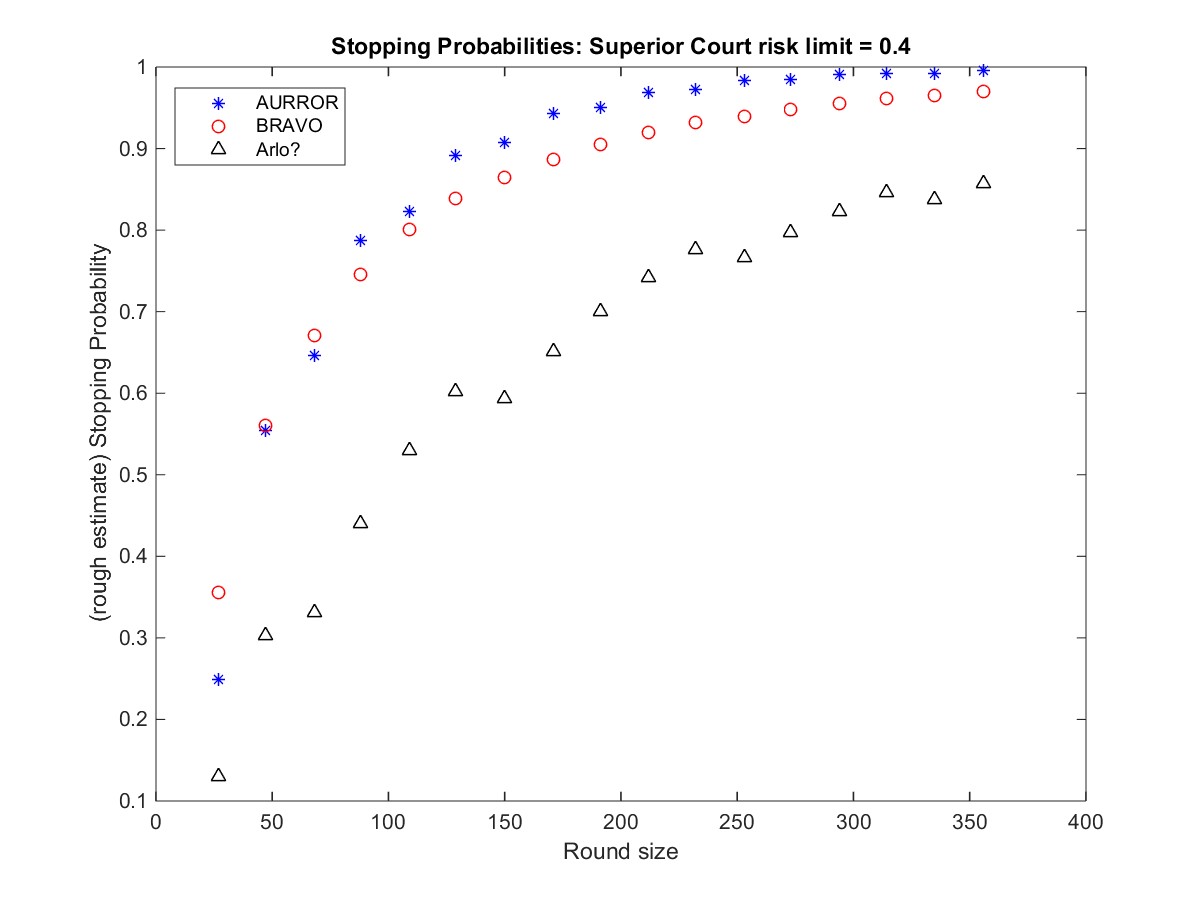 Stopping Probabilities: Superior Court risk limit = 0.4
AURROR
BRAVO
Arlo?
(rough estimate) Stopping Probability
1
0.9
0.8
0.7
0.6
0.5
0.4
0.3
0.2
0.1
0 50 100 150 200 250 300 350 400
Round size